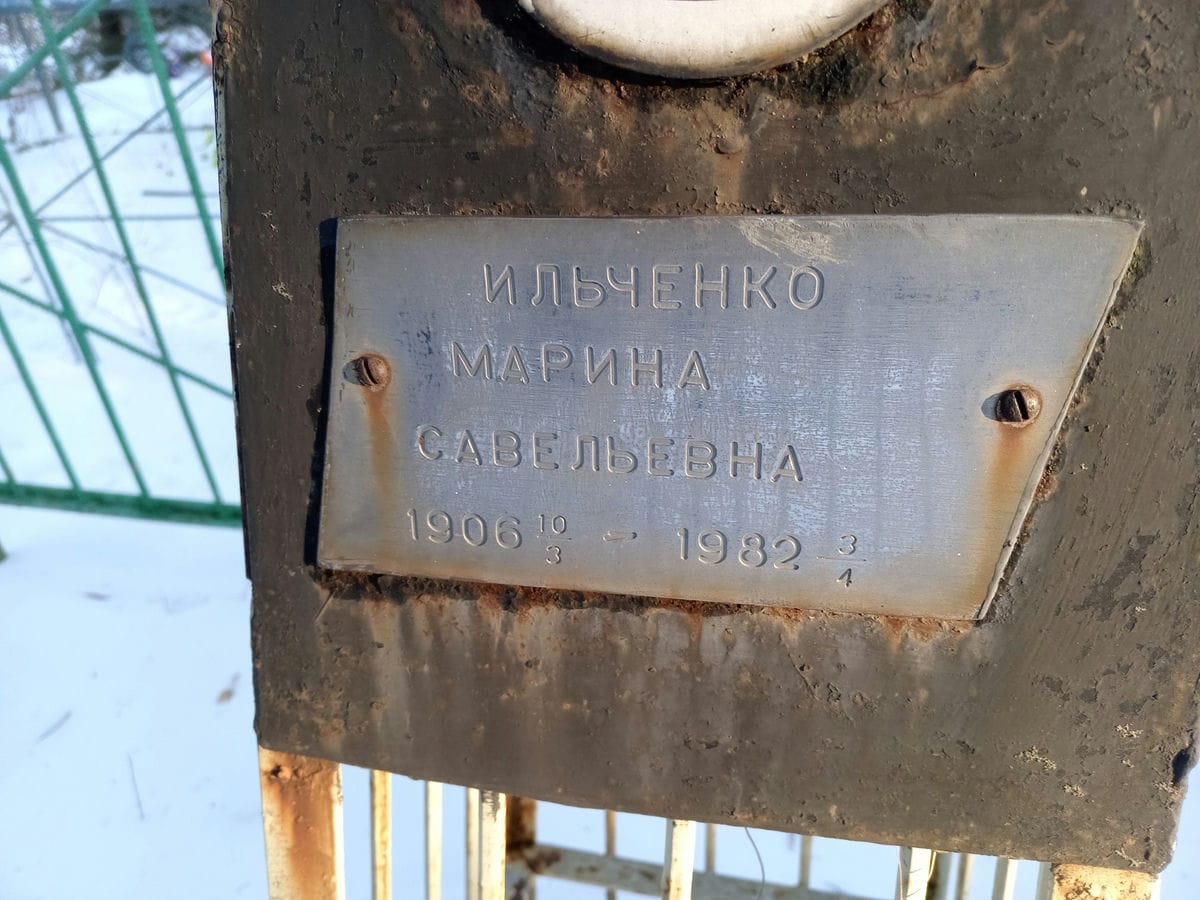 ИЛЬЧЕНКО
МАРИНА
САВЕЛЬЕВНА
1906 10/3 - 1982 3/4